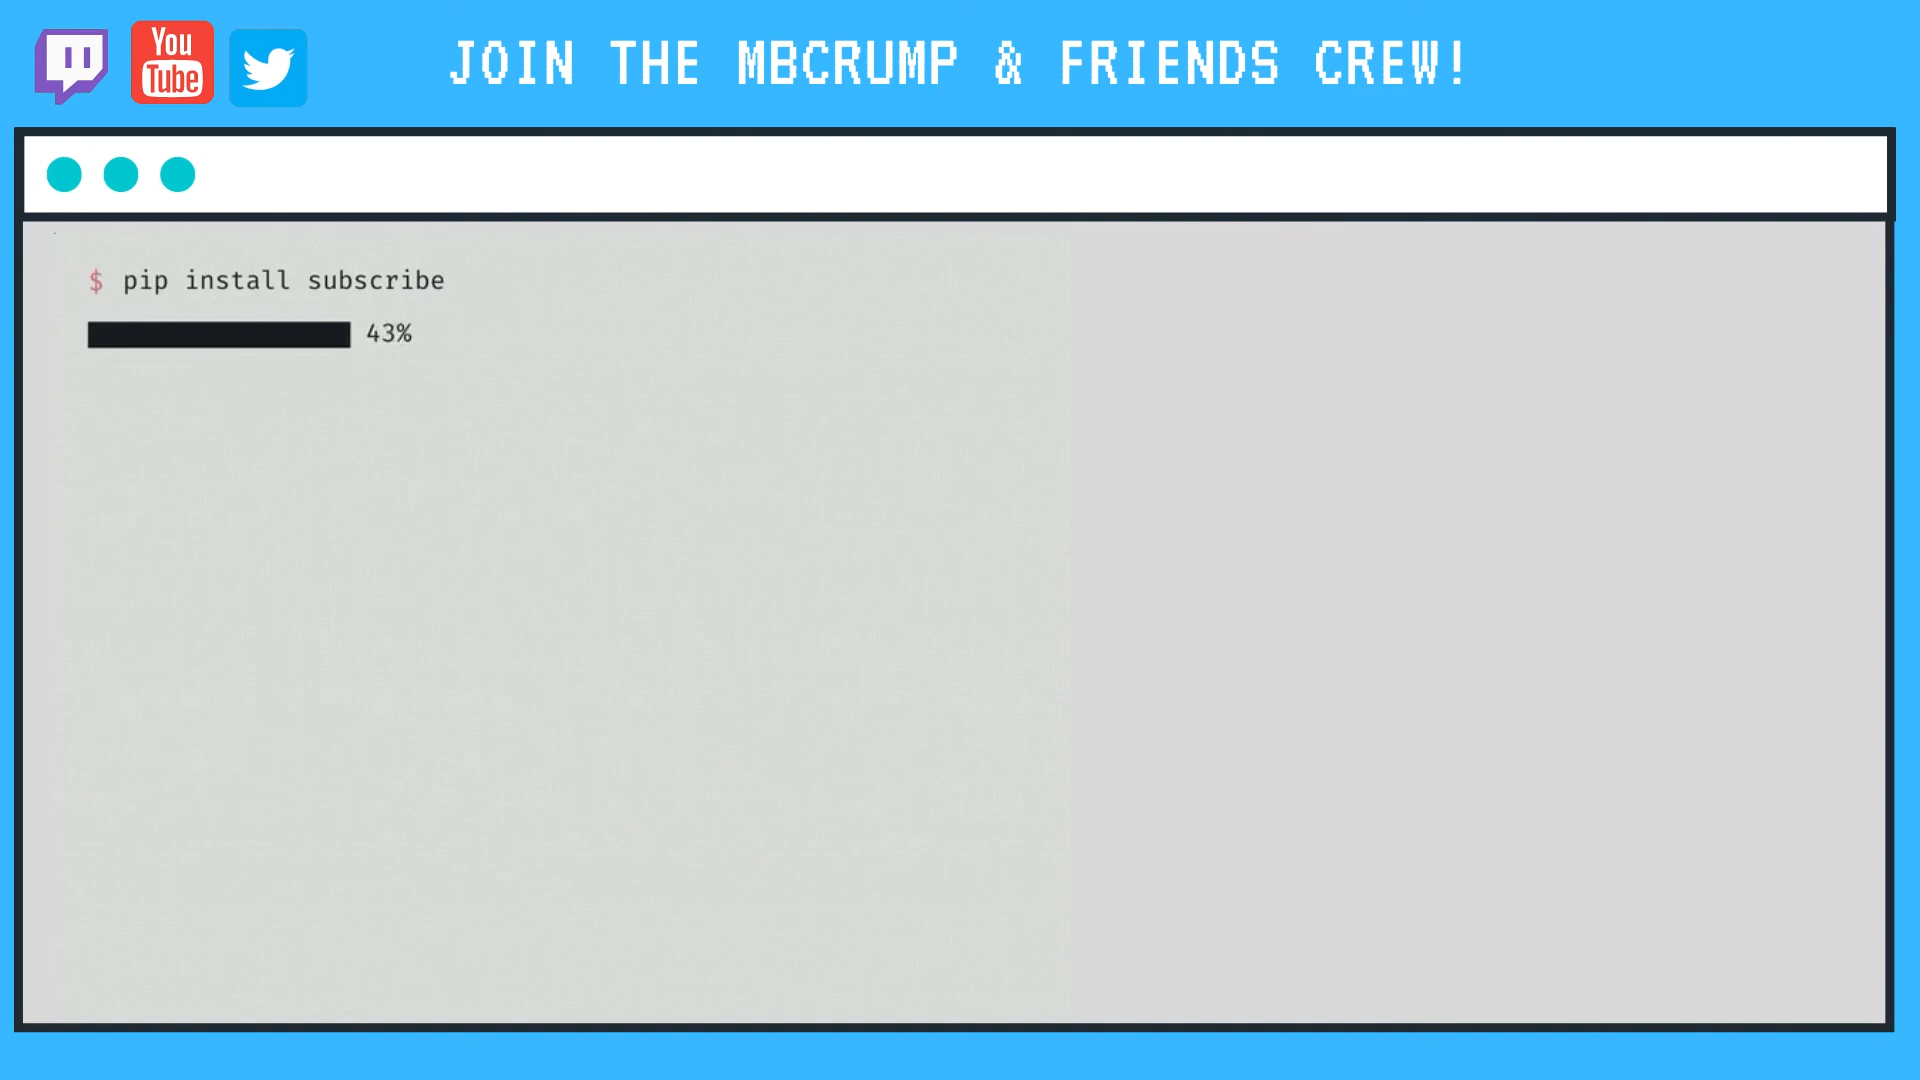 You
Tube
JOIN THE MBCRUMP & FRIENDS CREW!
$ pip install subscribe
43%